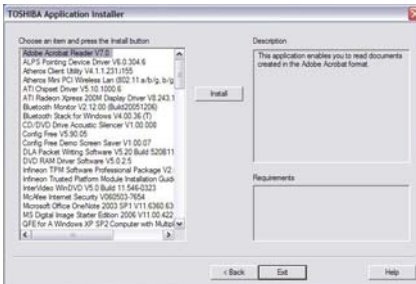 TOSHIBA Application Installer
Choose an item and press the Install button
Adobe Acrobat Reader V7.0
ALPS Pointing Device Driver V6.0.304.6
Atheros Client Utility V4.1.1.231\155
Atheros Mini PCI Wireless Lan (802.11 a/b/g, b/g
ATI Chipset Driver V5.10.1000.6
ATI Radeon Xpress 200M Display Driver V8.243.1
Bluetooth Monitor V2.12.00 (Build20051206)
Bluetooth Stack for Windows V4.00.36 (T)
CD/DVD Drive Acoustic Silencer V1.00.008
Config Free V5.90.05
Config Free Demo Screen Saver V1.00.07
DLA Packet Writing Software V5.20 Build 520811
DVD RAM Driver Software V5.0.2.5
Infineon TPM Software Professional Package V2.
Infineon Trusted Platform Module Installation Guide
InterVideo WinDVD V5.0 Build 11.546-0323
McAfee Internet Security V060503-7654
Microsoft Office OneNote 2003 SP1 V11.6360.63
MS Digital Image Starter Edition 2006 V11.00.422
QFE for A Windows XP SP2 Computer with Multipl
Install
Description
This application enables you to read documents
created in the Adobe Acrobat format.
Requirements
< Back
Exit
Help